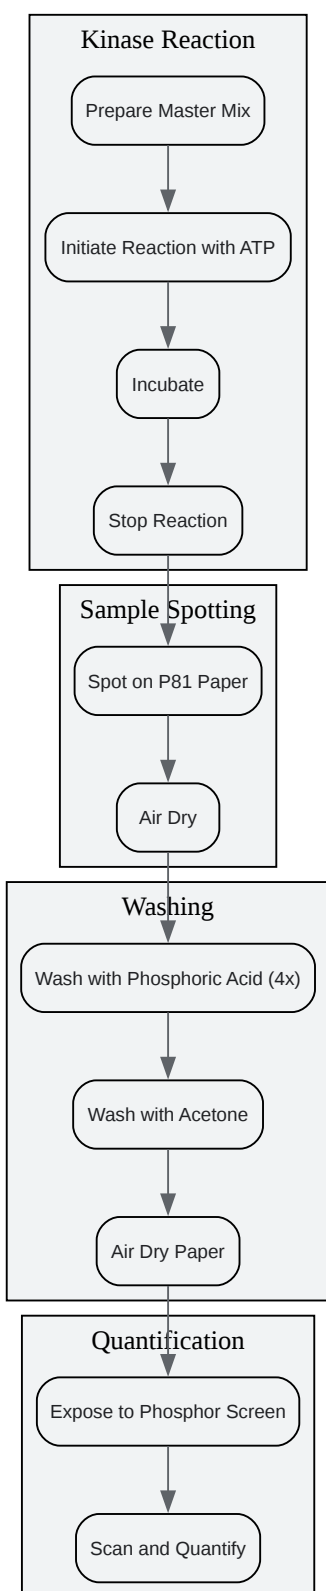 Kinase Reaction
Prepare Master Mix
Initiate Reaction with ATP
Incubate
Stop Reaction
Sample Spotting
Spot on P81 Paper
Air Dry
Washing
Wash with Phosphoric Acid (4x)
Wash with Acetone
Air Dry Paper
Quantification
Expose to Phosphor Screen
Scan and Quantify